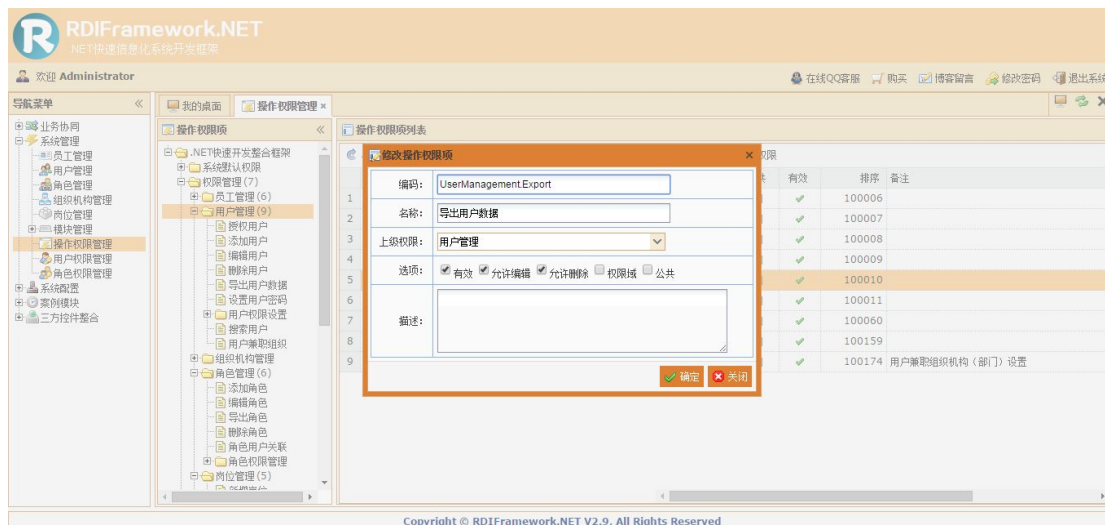 RDIFramework.NET
.NET快速信息化系统开发框架
欢迎 Administrator
在线QQ客服 购买 博客留言 修改密码 退出系统
导航菜单
我的桌面 操作权限管理
业务协同
系统管理
员工管理
用户管理
角色管理
组织机构管理
岗位管理
模块管理
操作权限管理
用户权限管理
角色权限管理
系统配置
案例模块
三方控件整合
操作权限项
.NET快速开发整合框架
系统默认权限
权限管理(7)
员工管理(6)
用户管理(9)
授权用户
添加用户
编辑用户
删除用户
导出用户数据
设置用户密码
用户权限设置
搜索用户
用户兼职组织
组织机构管理
角色管理(6)
添加角色
编辑角色
导出角色
删除角色
角色用户关联
角色权限管理
岗位管理(5)
操作权限项列表
权限
有效 排序 备注
1 100006
2 100007
3 100008
4 100009
5 100010
6 100011
7 100060
8 100159
9 100174 用户兼职组织机构（部门）设置
修改操作权限项
编码： UserManagement.Export
名称： 导出用户数据
上级权限： 用户管理
选项： 有效 允许编辑 允许删除 权限域 公共
描述：
确定 关闭
Copyright © RDIFramework.NET V2.9, All Rights Reserved